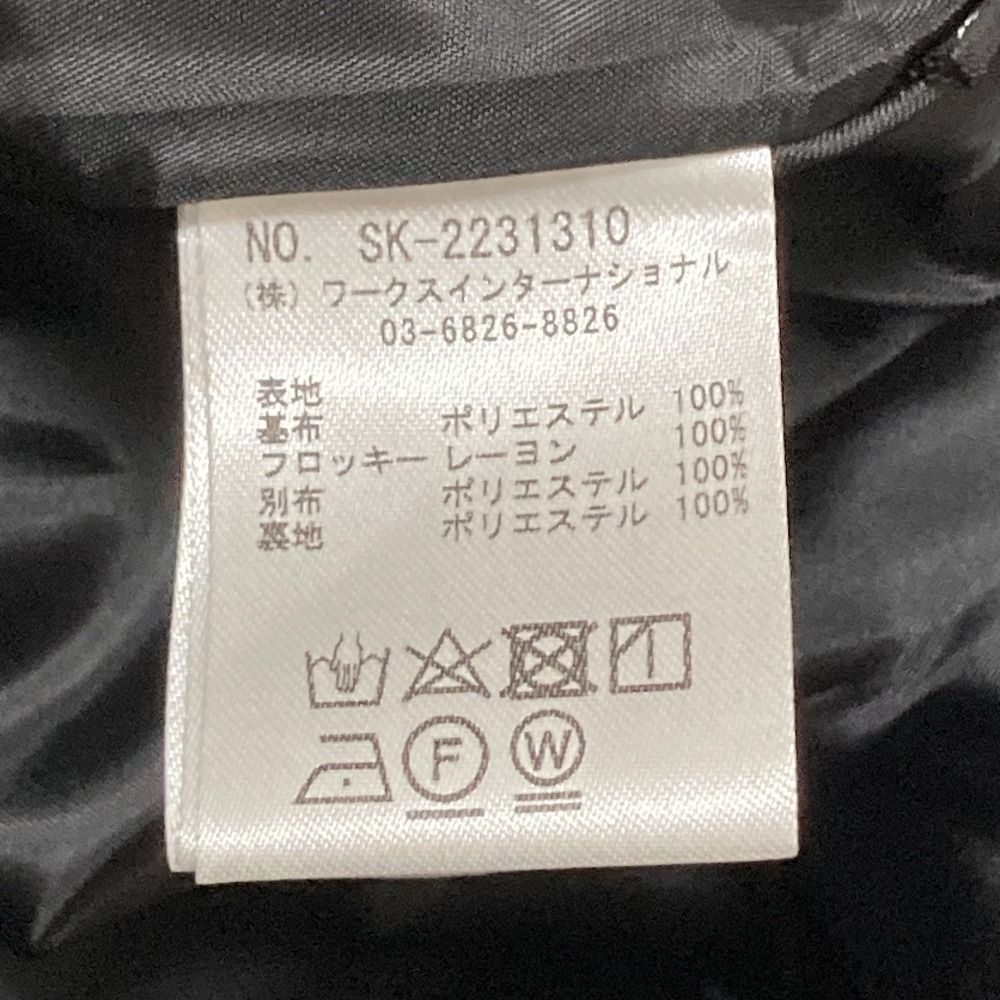 NO. SK-2231310
(株) ワークスインターナショナル
03-6826-8826
表地
基布 ポリエステル 100%
フロッキー レーヨン 100%
別布 ポリエステル 100%
裏地 ポリエステル 100%
F W